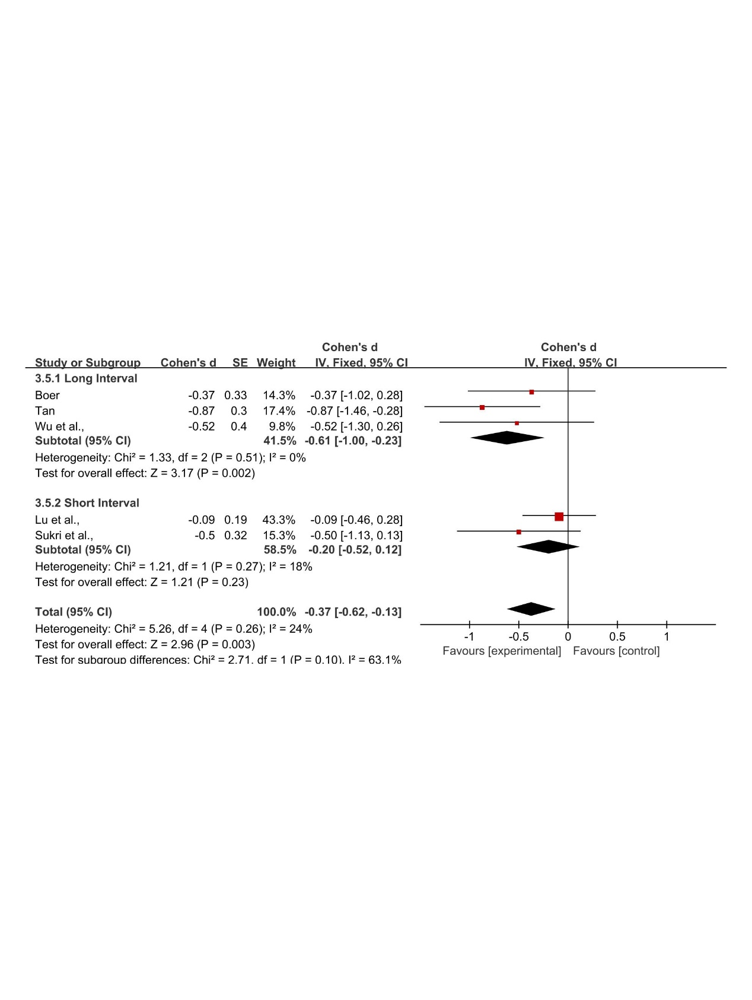 Cohen's d Cohen's d
Study or Subgroup Cohen's d SE Weight IV, Fixed, 95% CI IV, Fixed, 95% CI
3.5.1 Long Interval
Boer -0.37 0.33 14.3% -0.37 [-1.02, 0.28]
Tan -0.87 0.3 17.4% -0.87 [-1.46, -0.28]
Wu et al., -0.52 0.4 9.8% -0.52 [-1.30, 0.26]
Subtotal (95% CI) 41.5% -0.61 [-1.00, -0.23]
Heterogeneity: Chi² = 1.33, df = 2 (P = 0.51); I² = 0%
Test for overall effect: Z = 3.17 (P = 0.002)
3.5.2 Short Interval
Lu et al., -0.09 0.19 43.3% -0.09 [-0.46, 0.28]
Sukri et al., -0.5 0.32 15.3% -0.50 [-1.13, 0.13]
Subtotal (95% CI) 58.5% -0.20 [-0.52, 0.12]
Heterogeneity: Chi² = 1.21, df = 1 (P = 0.27); I² = 18%
Test for overall effect: Z = 1.21 (P = 0.23)
Total (95% CI) 100.0% -0.37 [-0.62, -0.13]
Heterogeneity: Chi² = 5.26, df = 4 (P = 0.26); I² = 24%
Test for overall effect: Z = 2.96 (P = 0.003)
Test for subgroup differences: Chi² = 2.71, df = 1 (P = 0.10), I² = 63.1%
-1 -0.5 0 0.5 1
Favours [experimental] Favours [control]